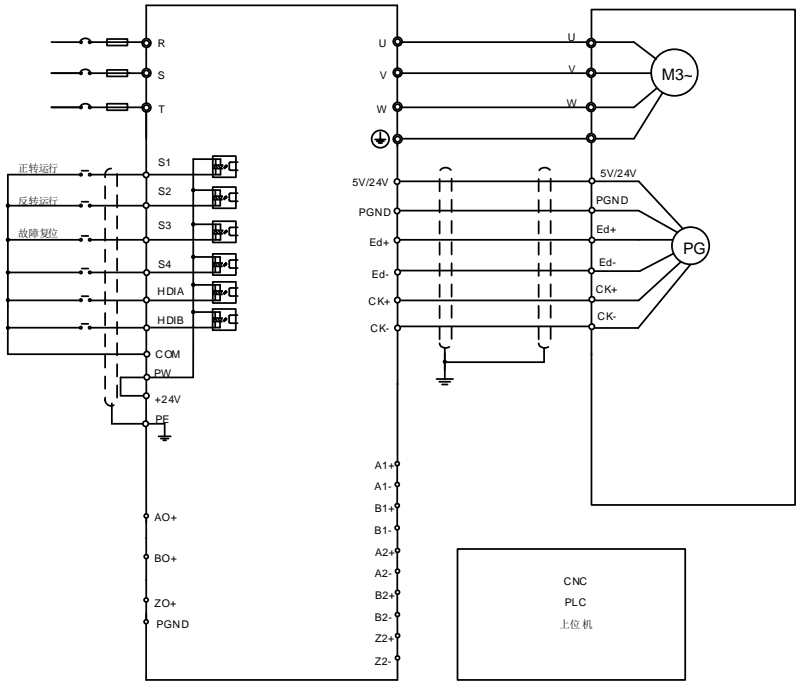 R
S
T
正转运行
S1
反转运行
S2
故障复位
S3
S4
HDIA
HDIB
COM
PW
+24V
PE
AO+
BO+
ZO+
PGND
U
V
W
5V/24V
PGND
Ed+
Ed-
CK+
CK-
A1+
A1-
B1+
B1-
A2+
A2-
B2+
B2-
Z2+
Z2-
U
V
W
M3~
5V/24V
PGND
Ed+
Ed-
CK+
CK-
PG
CNC
PLC
上位机